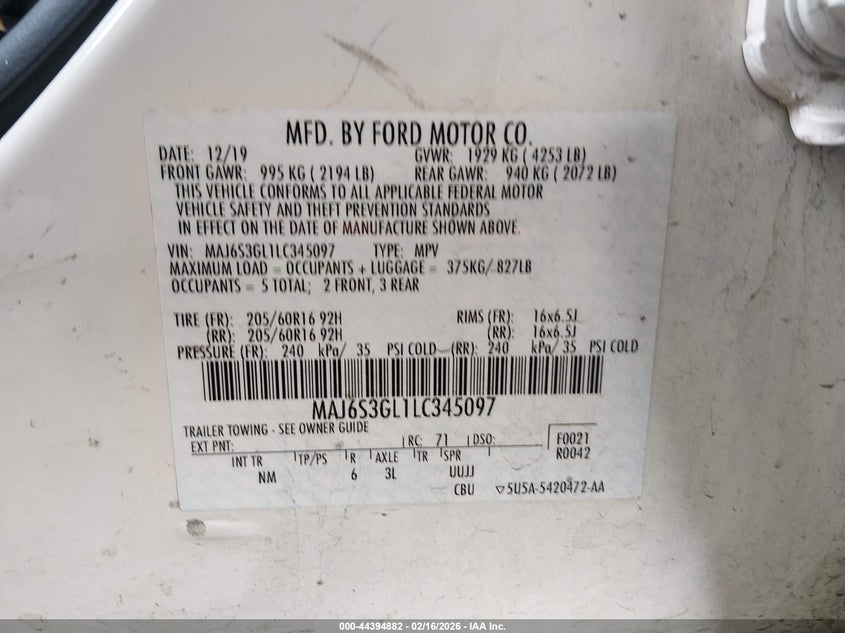 MFD. BY FORD MOTOR CO.
DATE: 12/19 GVWR: 1929 KG ( 4253 LB)
FRONT GAWR: 995 KG ( 2194 LB) REAR GAWR: 940 KG ( 2072 LB)
THIS VEHICLE CONFORMS TO ALL APPLICABLE FEDERAL MOTOR
VEHICLE SAFETY AND THEFT PREVENTION STANDARDS
IN EFFECT ON THE DATE OF MANUFACTURE SHOWN ABOVE.
VIN: MAJ6S3GL1LC345097 TYPE: MPV
MAXIMUM LOAD = OCCUPANTS + LUGGAGE = 375KG/ 827LB
OCCUPANTS = 5 TOTAL; 2 FRONT, 3 REAR
TIRE (FR): 205/60R16 92H RIMS (FR): 16x6.5J
(RR): 205/60R16 92H (RR): 16x6.5J
PRESSURE (FR): 240 kPa/ 35 PSI COLD (RR): 240 kPa/ 35 PSI COLD
MAJ6S3GL1LC345097
TRAILER TOWING - SEE OWNER GUIDE
EXT PNT: RC: 71 DSO: F0021
R0042
INT TR TP/PS R AXLE TR SPR
NM 6 3L UUJJ
CBU ▽5U5A-5420472-AA
000-44394882 - 02/16/2026 - IAA Inc.